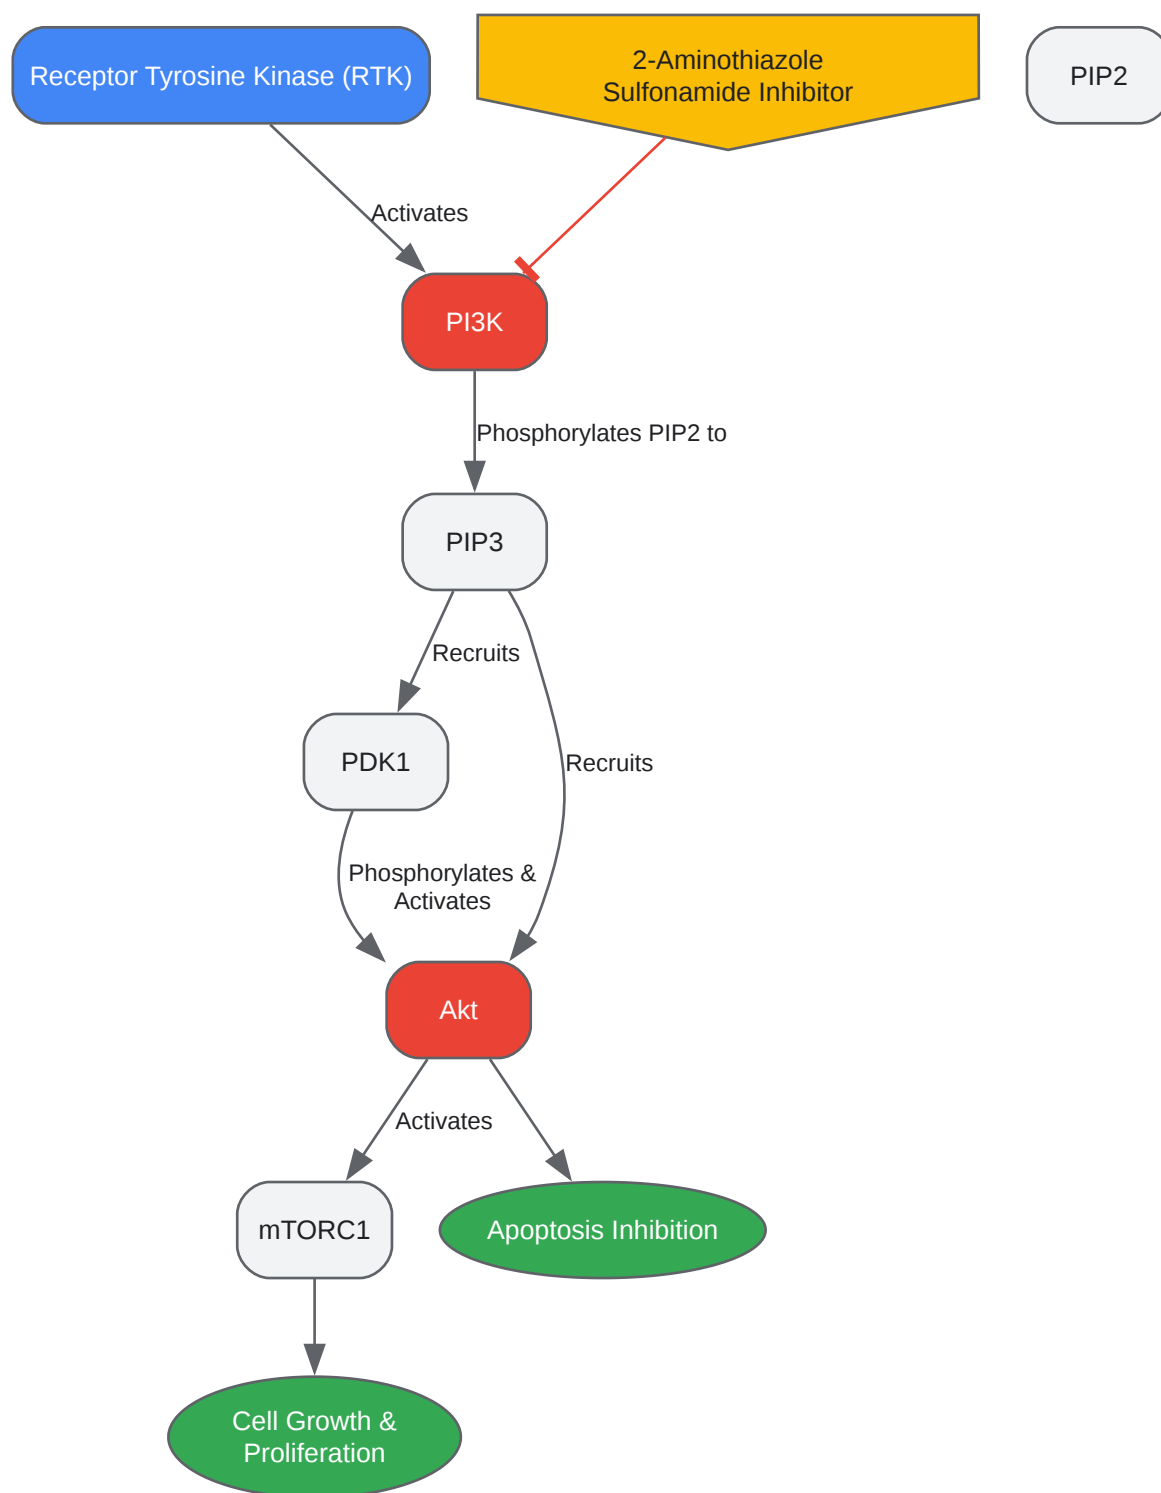 Receptor Tyrosine Kinase (RTK)
2-Aminothiazole
Sulfonamide Inhibitor
PIP2
Activates
PI3K
Phosphorylates PIP2 to
PIP3
Recruits
PDK1
Recruits
Phosphorylates &
Activates
Akt
Activates
mTORC1
Apoptosis Inhibition
Cell Growth &
Proliferation